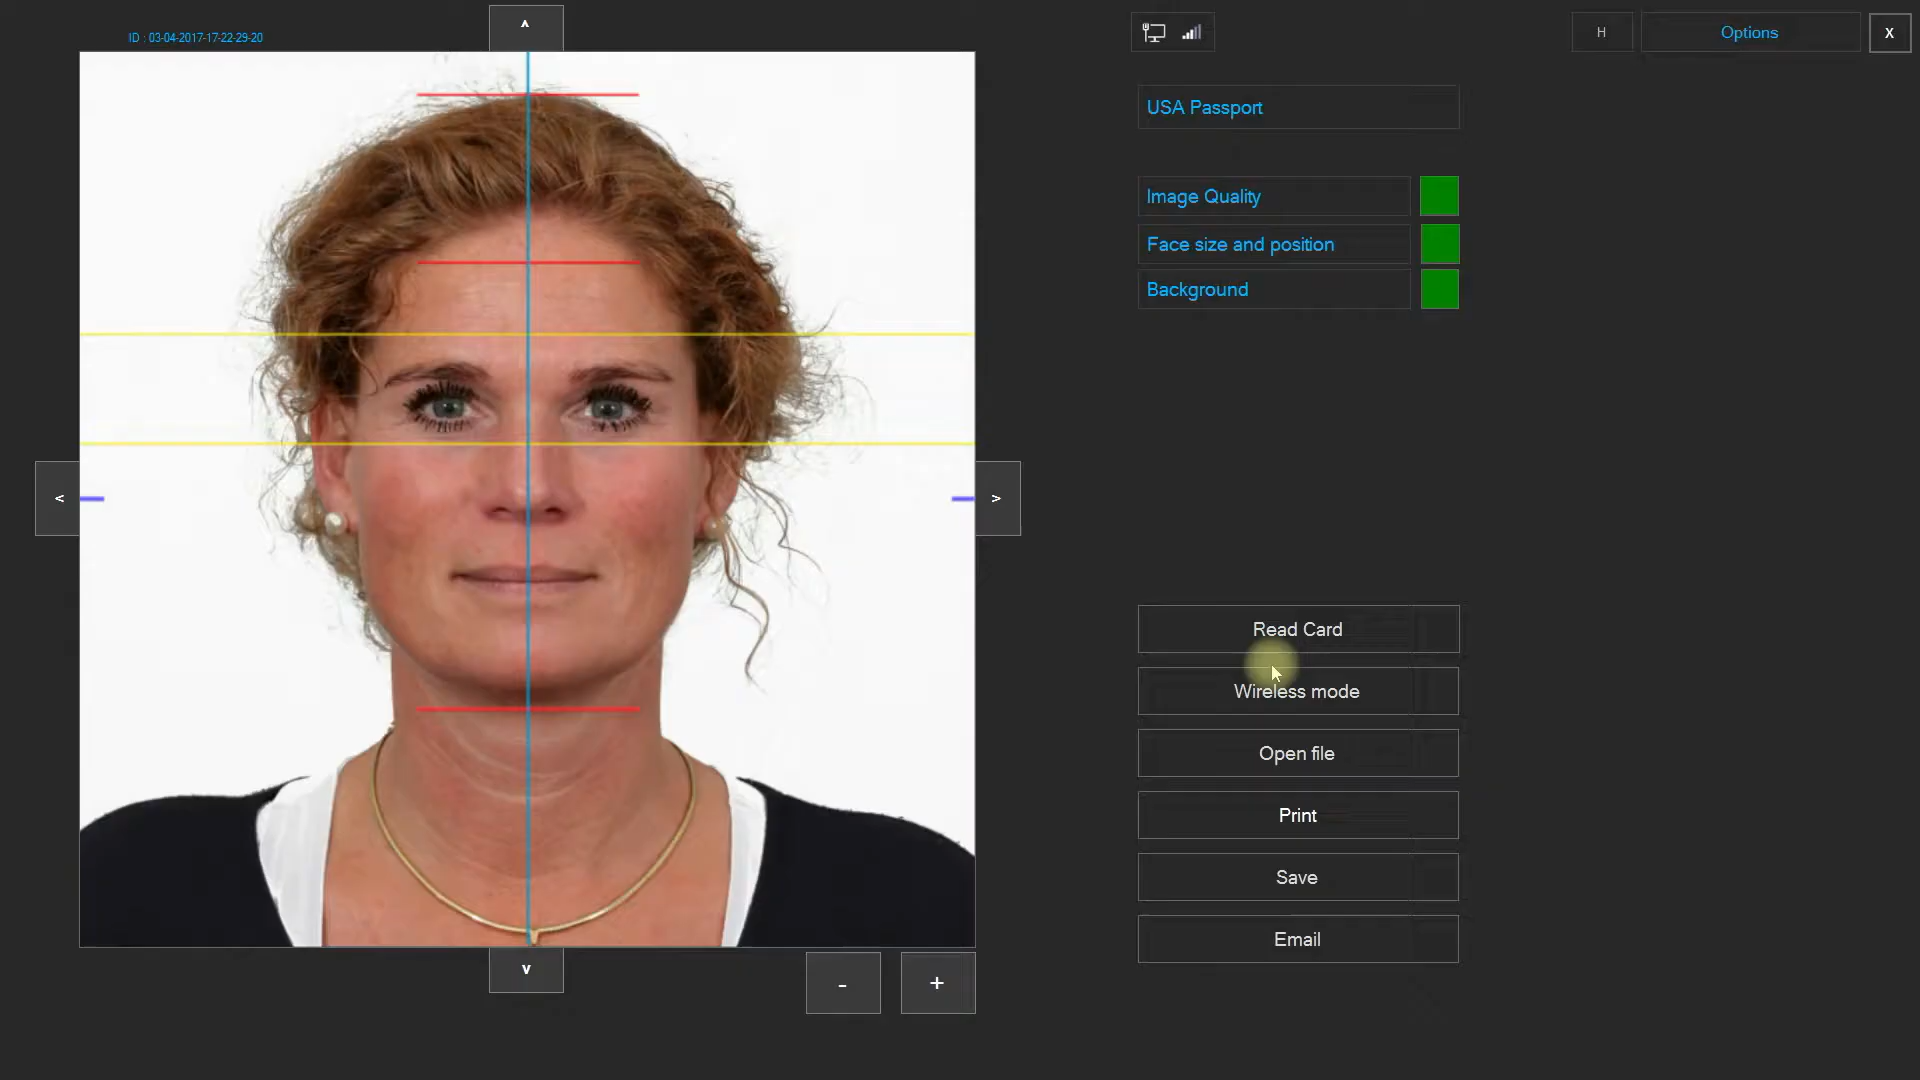 ID : 03-04-2017-17-22-29-20
^
H
Options
X
USA Passport
Image Quality
Face size and position
Background
<
>
Read Card
Wireless mode
Open file
Print
Save
Email
v
-
+